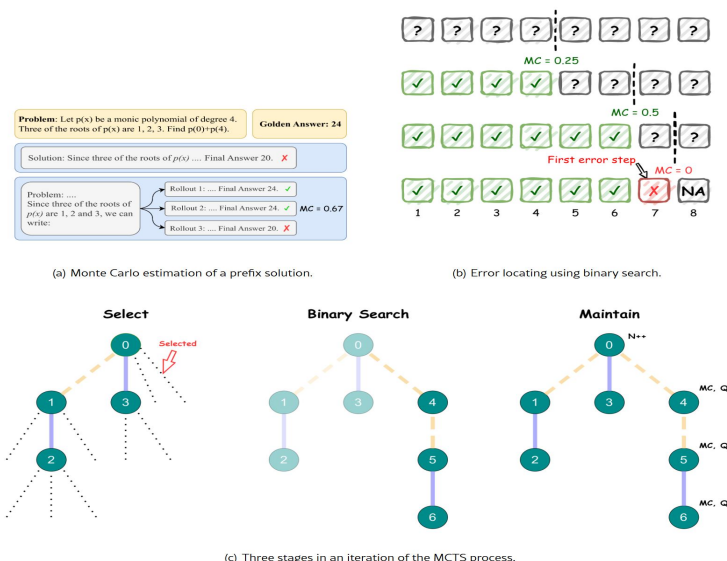 Problem: Let p(x) be a monic polynomial of degree 4.
Three of the roots of p(x) are 1, 2, 3. Find p(0)+p(4).
Golden Answer: 24
Solution: Since three of the roots of p(x) .... Final Answer 20. ✗
Problem: ....
Since three of the roots of
p(x) are 1, 2 and 3, we can
write:
Rollout 1: .... Final Answer 24. ✓
Rollout 2: .... Final Answer 24. ✓
Rollout 3: .... Final Answer 20. ✗
MC = 0.67
(a) Monte Carlo estimation of a prefix solution.
? ? ? ? ? ? ? ?
MC = 0.25
✓ ✓ ✓ ✓ ? ? ? ?
MC = 0.5
✓ ✓ ✓ ✓ ✓ ✓ ? ?
First error step
MC = 0
✓ ✓ ✓ ✓ ✓ ✓ ✗ NA
1 2 3 4 5 6 7 8
(b) Error locating using binary search.
Select
Selected
0
1 3
2
Binary Search
0
1 3 4
2 5
6
Maintain
N++
0
1 3 4
MC, Q
2 5
MC, Q
6
MC, Q
(c) Three stages in an iteration of the MCTS process.